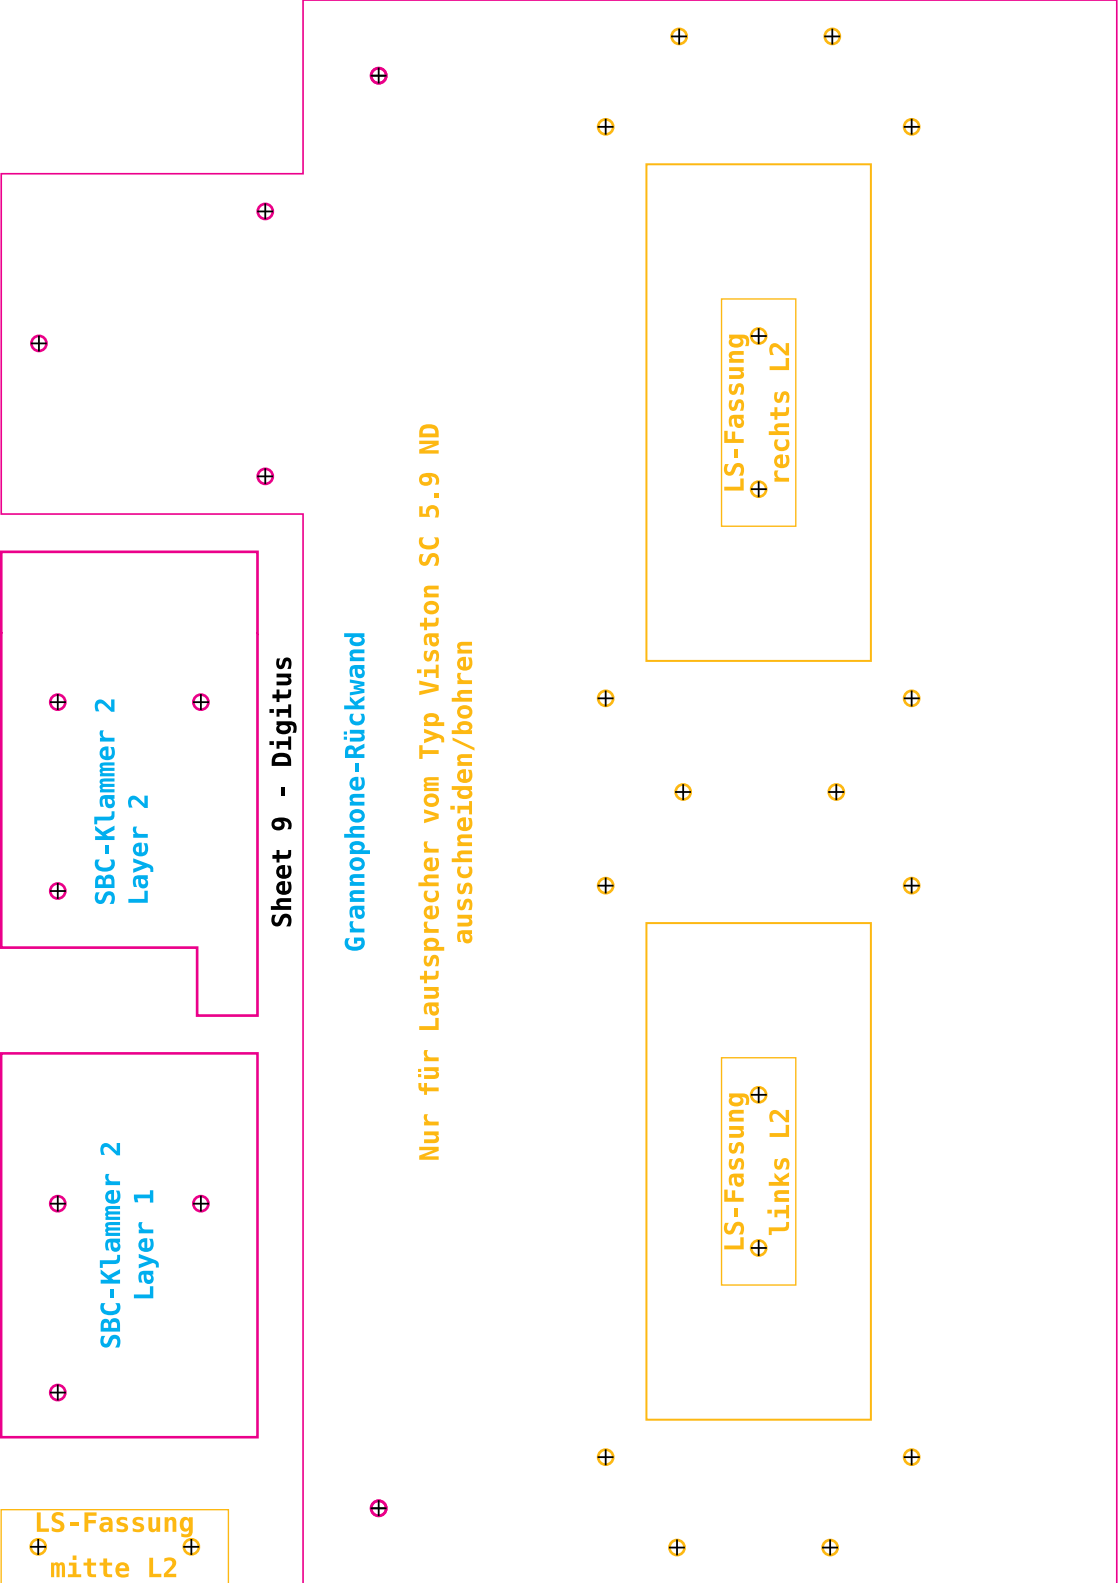 SBC-Klammer 2
Layer 2
SBC-Klammer 2
Layer 1
LS-Fassung
mitte L2
Sheet 9 - Digitus
Grannophone-Rückwand
Nur für Lautsprecher vom Typ Visaton SC 5.9 ND
ausschneiden/bohren
LS-Fassung
rechts L2
LS-Fassung
links L2